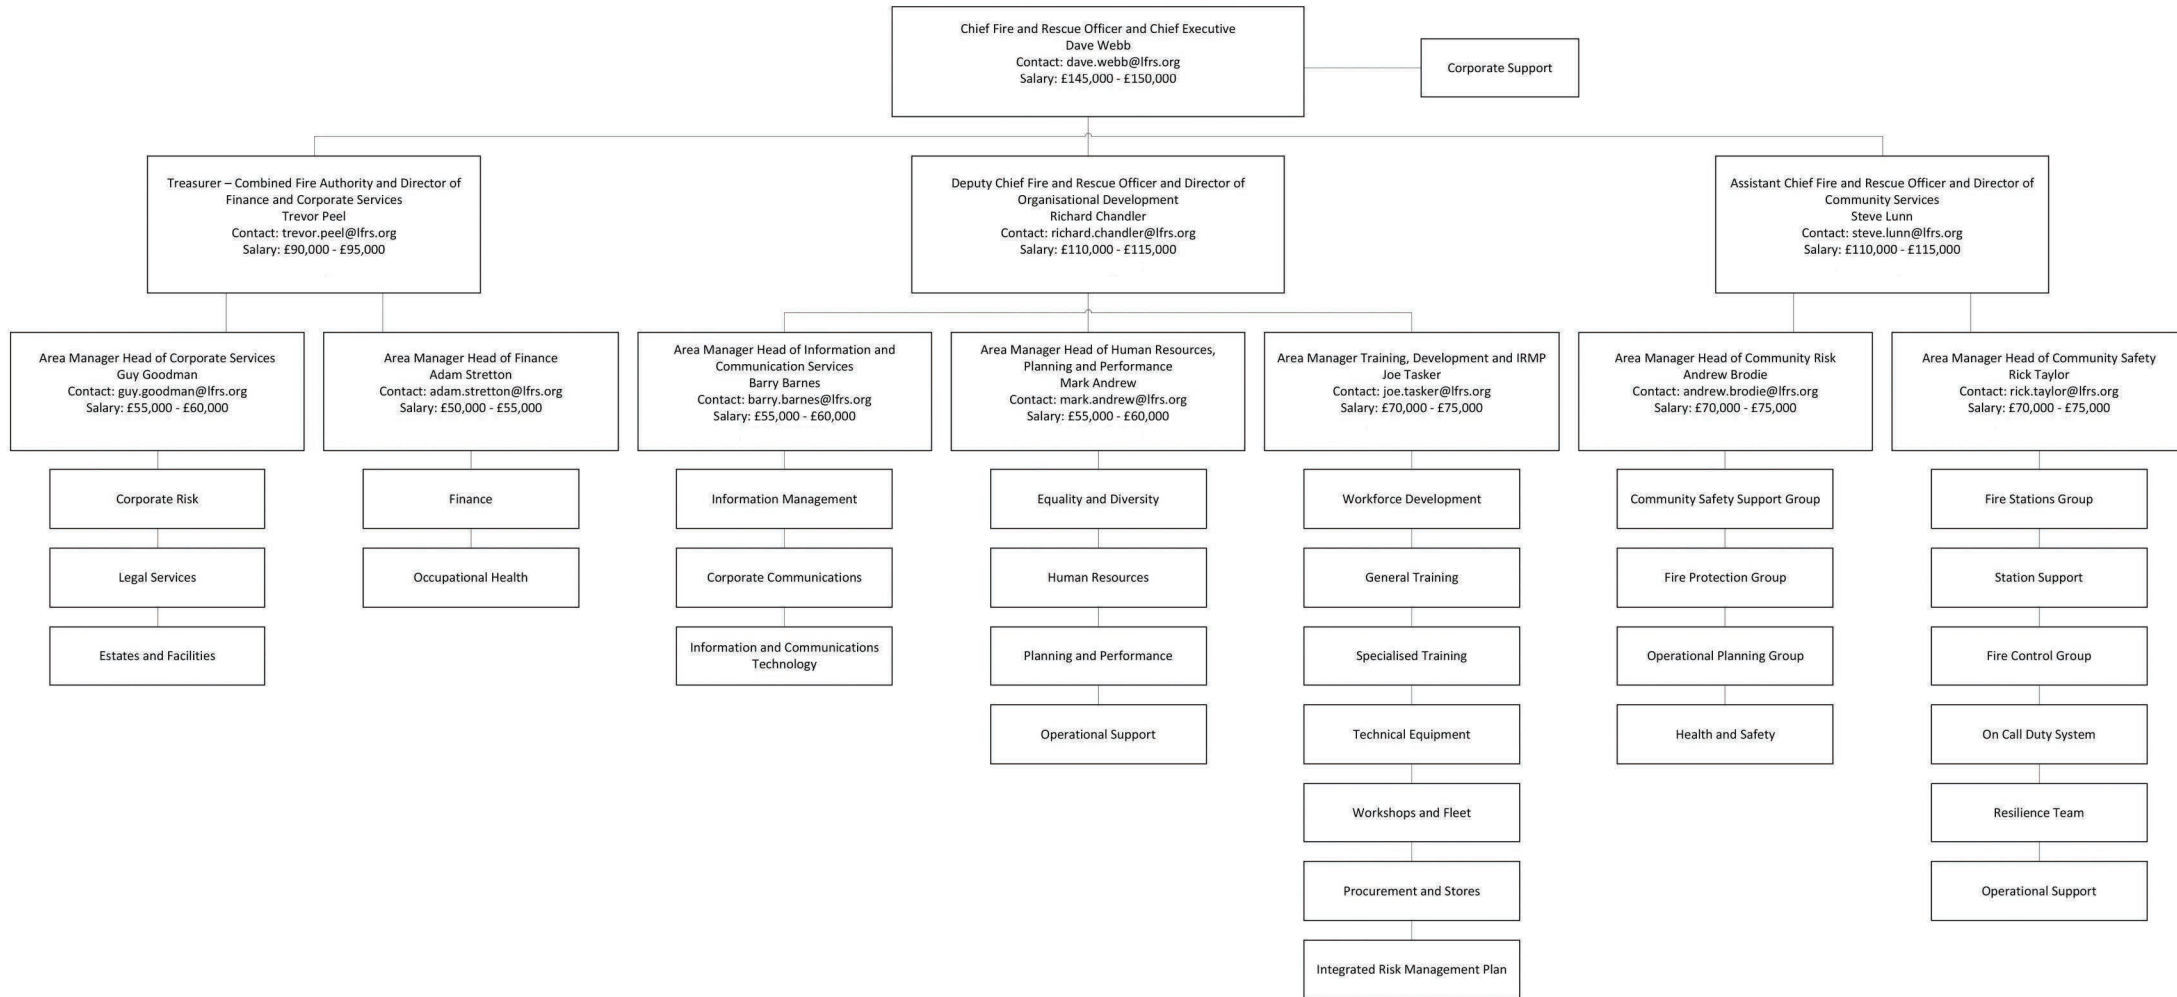 Chief Fire and Rescue Officer and Chief Executive
Dave Webb
Contact: dave.webb@lfrs.org
Salary: £145,000 - £150,000
Corporate Support
Treasurer – Combined Fire Authority and Director of
Finance and Corporate Services
Trevor Peel
Contact: trevor.peel@lfrs.org
Salary: £90,000 - £95,000
Deputy Chief Fire and Rescue Officer and Director of
Organisational Development
Richard Chandler
Contact: richard.chandler@lfrs.org
Salary: £110,000 - £115,000
Assistant Chief Fire and Rescue Officer and Director of
Community Services
Steve Lunn
Contact: steve.lunn@lfrs.org
Salary: £110,000 - £115,000
Area Manager Head of Corporate Services
Guy Goodman
Contact: guy.goodman@lfrs.org
Salary: £55,000 - £60,000
Area Manager Head of Finance
Adam Stretton
Contact: adam.stretton@lfrs.org
Salary: £50,000 - £55,000
Area Manager Head of Information and
Communication Services
Barry Barnes
Contact: barry.barnes@lfrs.org
Salary: £55,000 - £60,000
Area Manager Head of Human Resources,
Planning and Performance
Mark Andrew
Contact: mark.andrew@lfrs.org
Salary: £55,000 - £60,000
Area Manager Training, Development and IRMP
Joe Tasker
Contact: joe.tasker@lfrs.org
Salary: £70,000 - £75,000
Area Manager Head of Community Risk
Andrew Brodie
Contact: andrew.brodie@lfrs.org
Salary: £70,000 - £75,000
Area Manager Head of Community Safety
Rick Taylor
Contact: rick.taylor@lfrs.org
Salary: £70,000 - £75,000
Corporate Risk
Legal Services
Estates and Facilities
Finance
Occupational Health
Information Management
Corporate Communications
Information and Communications
Technology
Equality and Diversity
Human Resources
Planning and Performance
Operational Support
Workforce Development
General Training
Specialised Training
Technical Equipment
Workshops and Fleet
Procurement and Stores
Integrated Risk Management Plan
Community Safety Support Group
Fire Protection Group
Operational Planning Group
Health and Safety
Fire Stations Group
Station Support
Fire Control Group
On Call Duty System
Resilience Team
Operational Support